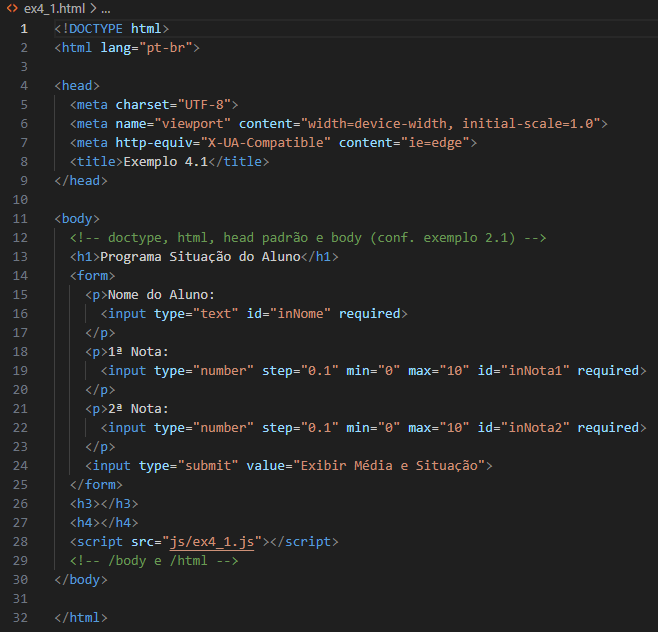 <> ex4_1.html > ...
1 <!DOCTYPE html>
2 <html lang="pt-br">
3
4 <head>
5   <meta charset="UTF-8">
6   <meta name="viewport" content="width=device-width, initial-scale=1.0">
7   <meta http-equiv="X-UA-Compatible" content="ie=edge">
8   <title>Exemplo 4.1</title>
9 </head>
10
11 <body>
12   <!-- doctype, html, head padrão e body (conf. exemplo 2.1) -->
13   <h1>Programa Situação do Aluno</h1>
14   <form>
15     <p>Nome do Aluno:
16       <input type="text" id="inNome" required>
17     </p>
18     <p>1ª Nota:
19       <input type="number" step="0.1" min="0" max="10" id="inNota1" required>
20     </p>
21     <p>2ª Nota:
22       <input type="number" step="0.1" min="0" max="10" id="inNota2" required>
23     </p>
24     <input type="submit" value="Exibir Média e Situação">
25   </form>
26   <h3></h3>
27   <h4></h4>
28   <script src="js/ex4_1.js"></script>
29   <!-- /body e /html -->
30 </body>
31
32 </html>